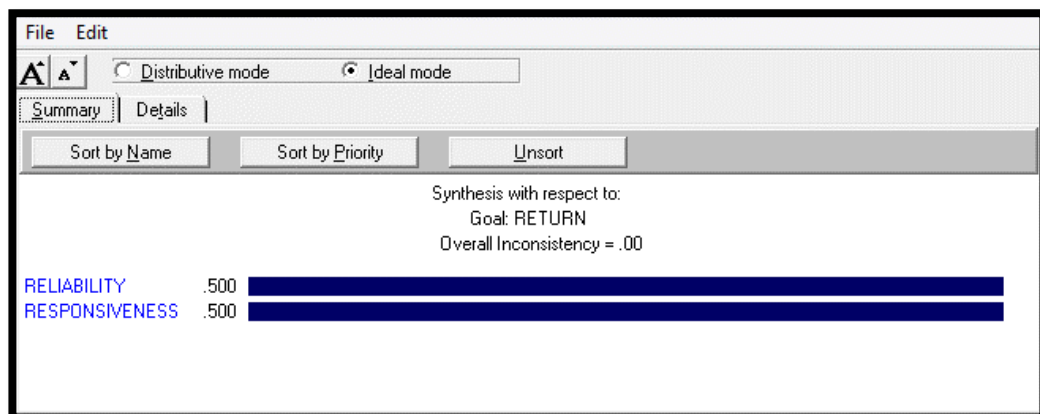 File Edit
A A Distributive mode Ideal mode
Summary Details
Sort by Name Sort by Priority Unsort
Synthesis with respect to:
Goal: RETURN
Overall Inconsistency = .00
RELIABILITY .500
RESPONSIVENESS .500